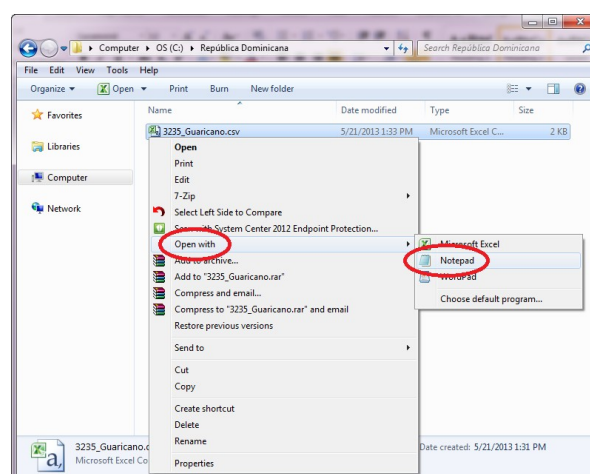 Computer ▸ OS (C:) ▸ República Dominicana
Search República Dominicana
File Edit View Tools Help
Organize Open Print Burn New folder
Name Date modified Type Size
Favorites
Libraries
Computer
Network
3235_Guaricano.csv 5/21/2013 1:33 PM Microsoft Excel C... 2 KB
Open
Print
Edit
7-Zip
Select Left Side to Compare
Scan with System Center 2012 Endpoint Protection...
Open with
Add to archive...
Add to "3235_Guaricano.rar"
Compress and email...
Compress to "3235_Guaricano.rar" and email
Restore previous versions
Send to
Cut
Copy
Create shortcut
Delete
Rename
Properties
Microsoft Excel
Notepad
WordPad
Choose default program...
3235_Guaricano.c
Date created: 5/21/2013 1:31 PM
Microsoft Excel Co